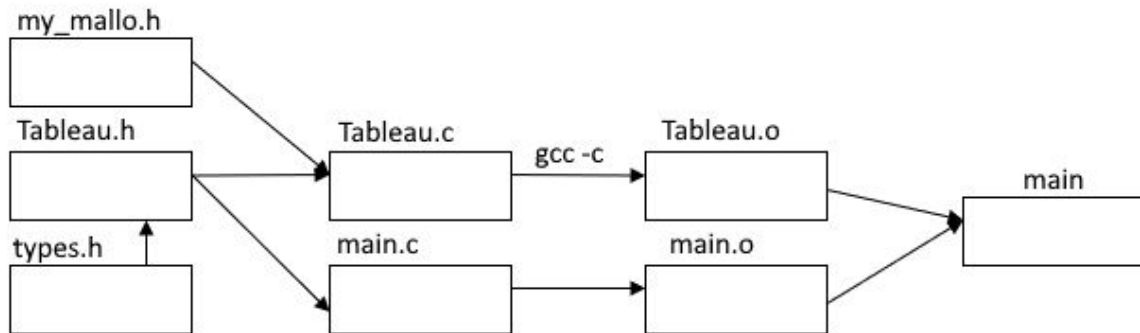 my_mallo.h
Tableau.h
Tableau.c
gcc -c
Tableau.o
main
types.h
main.c
main.o